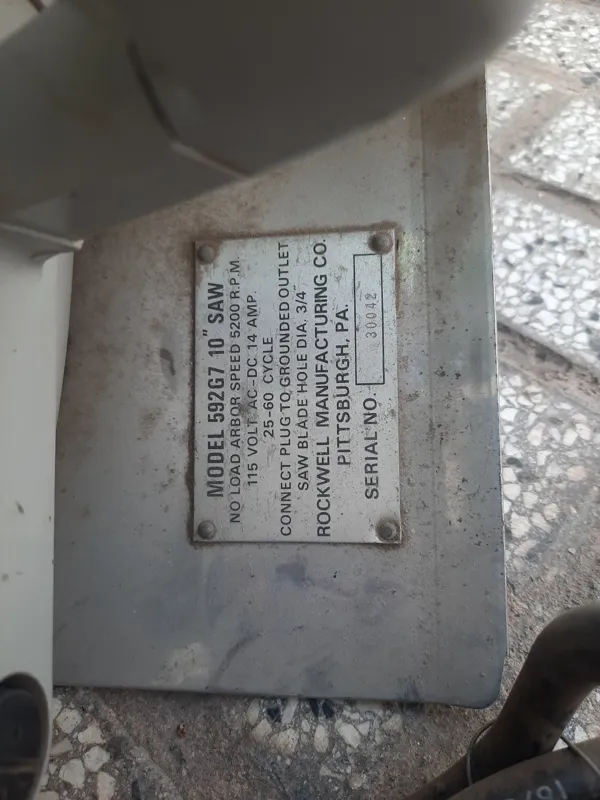 MODEL 592G7 10" SAW
NO LOAD ARBOR SPEED 5200 R.P.M.
115 VOLT AC-DC 14 AMP.
25-60 CYCLE
CONNECT PLUG TO GROUNDED OUTLET
SAW BLADE HOLE DIA. 3/4"
ROCKWELL MANUFACTURING CO.
PITTSBURGH, PA.
SERIAL NO. 30042